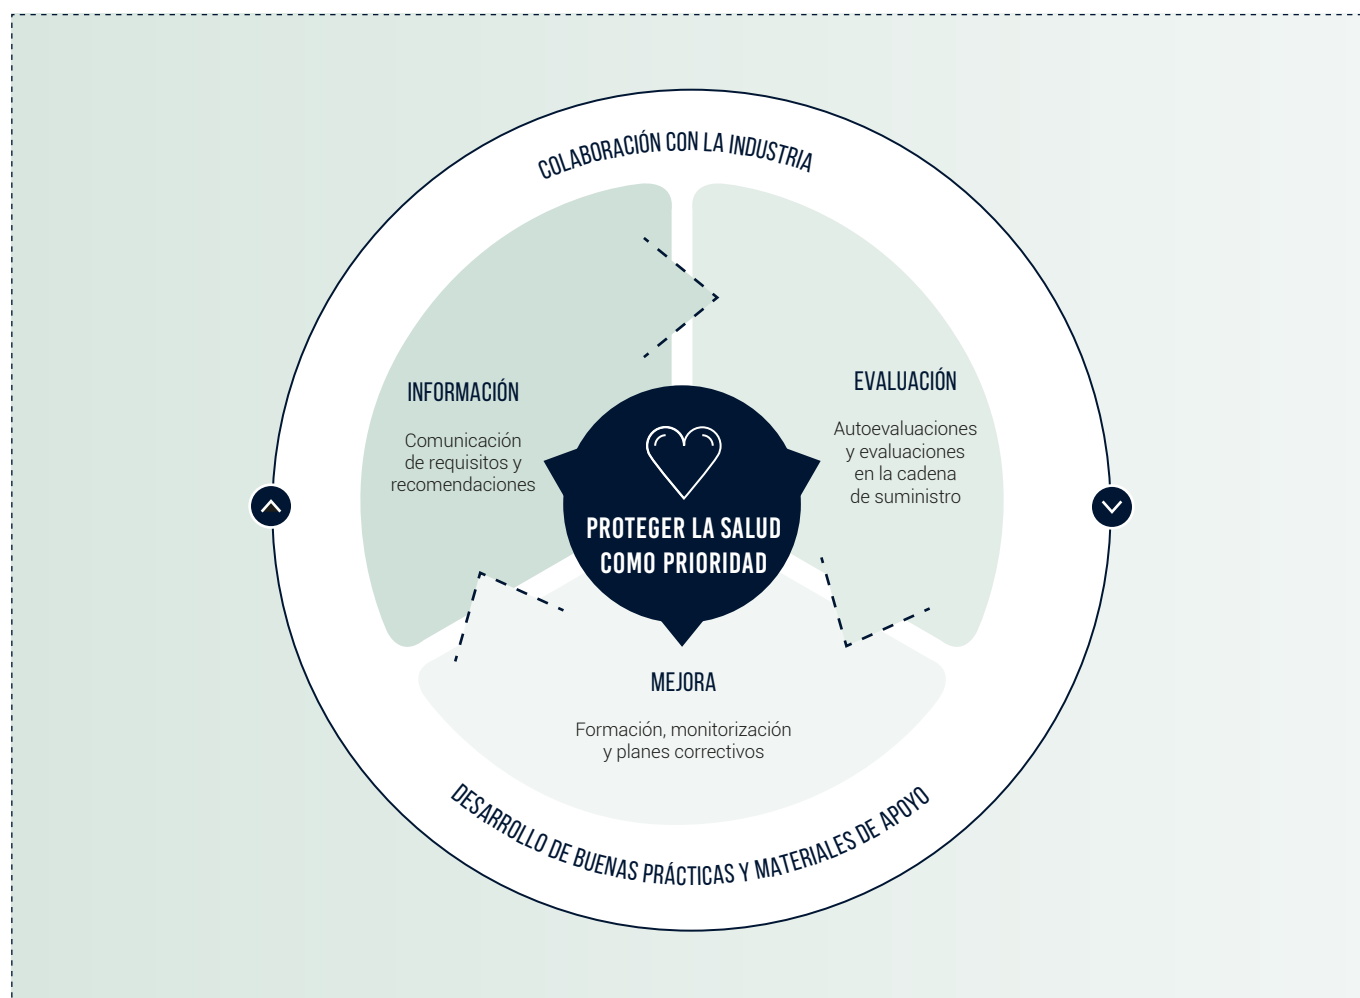 COLABORACIÓN CON LA INDUSTRIA
INFORMACIÓN
Comunicación
de requisitos y
recomendaciones
EVALUACIÓN
Autoevaluaciones
y evaluaciones
en la cadena
de suministro
PROTEGER LA SALUD
COMO PRIORIDAD
MEJORA
Formación, monitorización
y planes correctivos
DESARROLLO DE BUENAS PRÁCTICAS Y MATERIALES DE APOYO